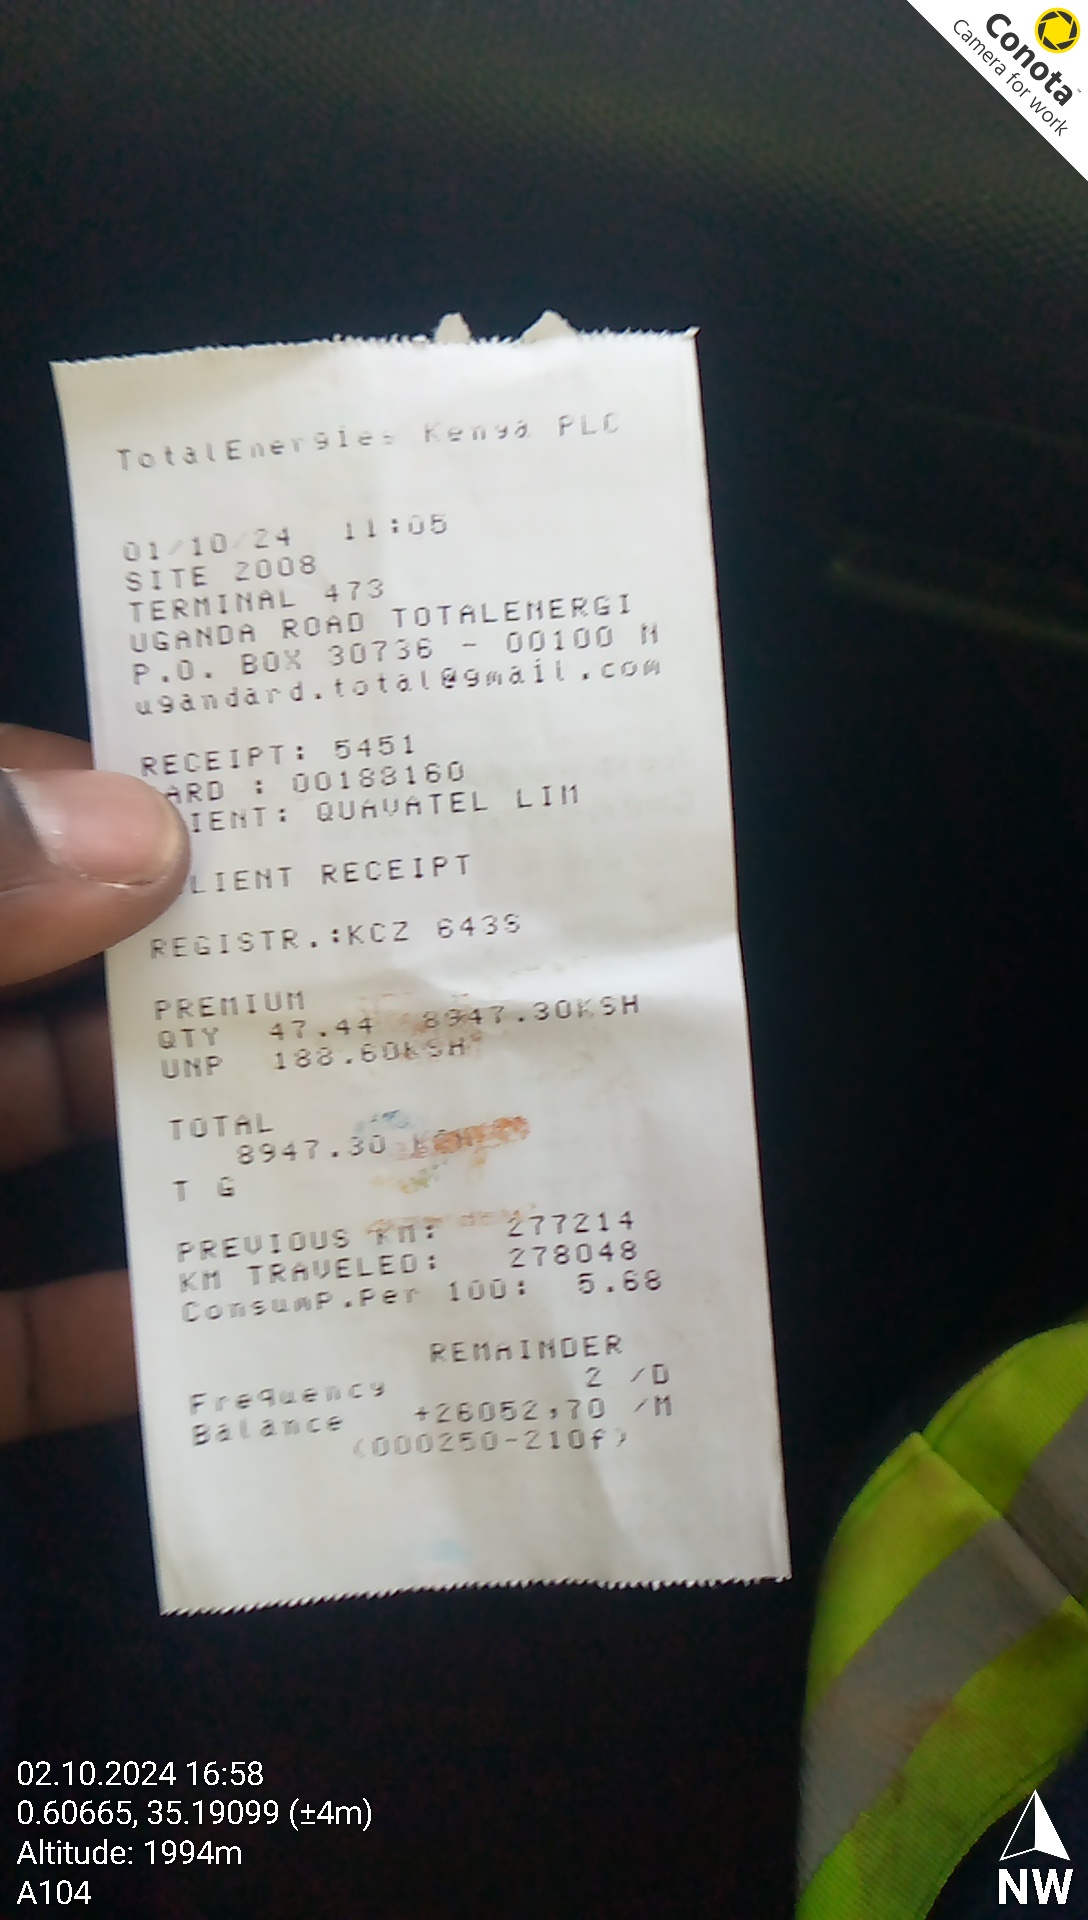 Conota
Camera for work
TotalEnergies Kenya PLC
01/10/24 11:05
SITE 2008
TERMINAL 473
UGANDA ROAD TOTALENERGI
P.O. BOX 30736 - 00100 N
ugandard.total@gmail.com
RECEIPT: 5451
ARD : 00188160
IENT: QUAVATEL LIM
LIENT RECEIPT
REGISTR.:KCZ 643S
PREMIUM
QTY 47.44 8947.30KSH
UNP 188.60KSH
TOTAL
8947.30 KSH
T G
PREVIOUS KM: 277214
KM TRAVELED: 278048
Consump.Per 100: 5.68
REMAINDER
Frequency 2 /D
Balance +26052,70 /M
(000250-210f)
02.10.2024 16:58
0.60665, 35.19099 (±4m)
Altitude: 1994m
A104
NW